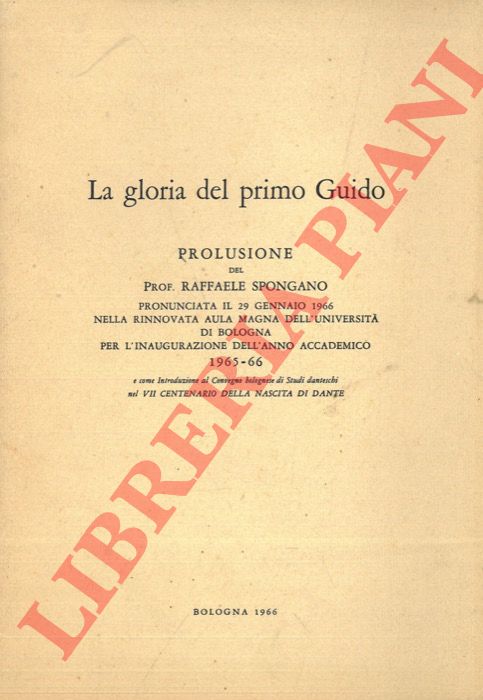 La gloria del primo Guido
PROLUSIONE
DEL
PROF. RAFFAELE SPONGANO
PRONUNCIATA IL 29 GENNAIO 1966
NELLA RINNOVATA AULA MAGNA DELL'UNIVERSITÀ
DI BOLOGNA
PER L'INAUGURAZIONE DELL'ANNO ACCADEMICO
1965-66
e come Introduzione al Convegno bolognese di Studi danteschi
nel VII CENTENARIO DELLA NASCITA DI DANTE
BOLOGNA 1966
LIBRERIA PIANI